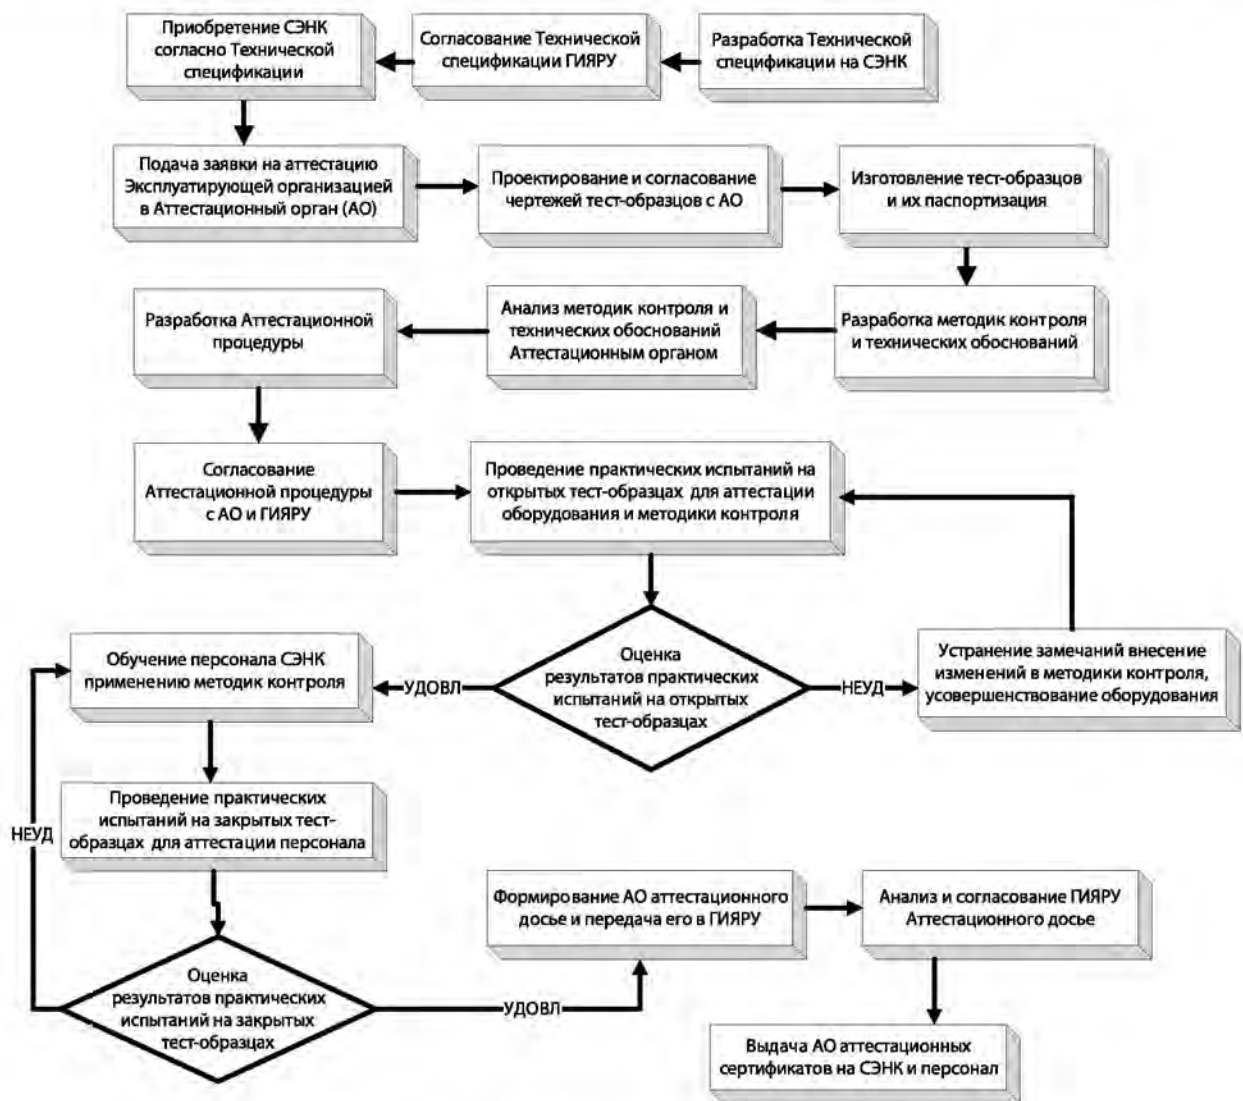 Приобретение СЭНК
согласно Технической
спецификации
Согласование Технической
спецификации ГИЯРУ
Разработка Технической
спецификации на СЭНК
Подача заявки на аттестацию
Эксплуатирующей организацией
в Аттестационный орган (АО)
Проектирование и согласование
чертежей тест-образцов с АО
Изготовление тест-образцов
и их паспортизация
Разработка Аттестационной
процедуры
Анализ методик контроля и
технических обоснований
Аттестационным органом
Разработка методик контроля
и технических обоснований
Согласование
Аттестационной процедуры
с АО и ГИЯРУ
Проведение практических испытаний на
открытых тест-образцах для аттестации
оборудования и методики контроля
Обучение персонала СЭНК
применению методик контроля
УДОВЛ
Оценка
результатов практических
испытаний на открытых
тест-образцах
НЕУД
Устранение замечаний внесение
изменений в методики контроля,
усовершенствование оборудования
Проведение практических
испытаний на закрытых тест-
образцах для аттестации персонала
НЕУД
Формирование АО аттестационного
досье и передача его в ГИЯРУ
Анализ и согласование ГИЯРУ
Аттестационного досье
Оценка
результатов практических
испытаний на закрытых
тест-образцах
УДОВЛ
Выдача АО аттестационных
сертификатов на СЭНК и персонал